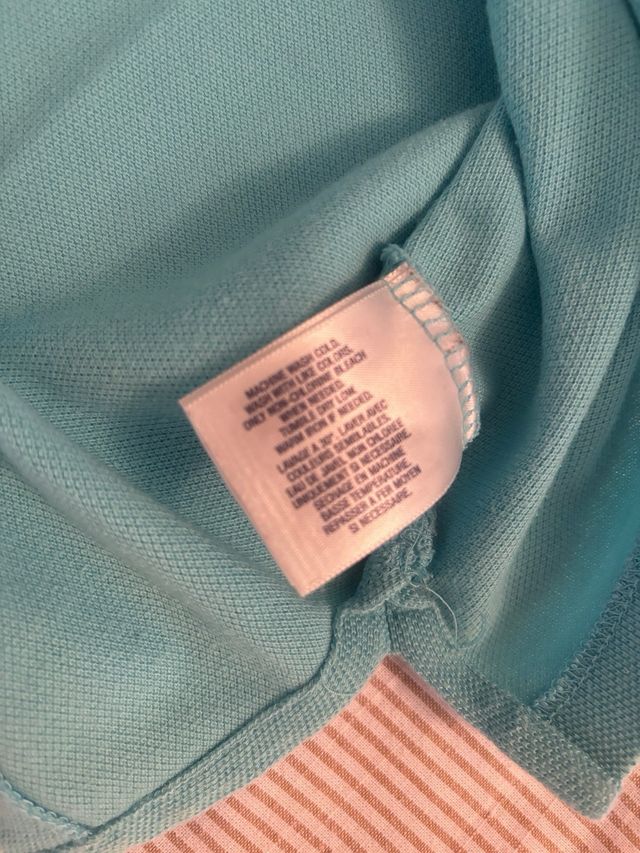 MACHINE WASH COLD.
WASH WITH LIKE COLORS.
ONLY NON-CHLORINE BLEACH
WHEN NEEDED.
TUMBLE DRY LOW.
WARM IRON IF NEEDED.
LAVAGE A 30° LAVER AVEC
COULEURS SEMILABLES.
EAU DE JAVEL NON CHLOREE
UNIQUEMENT SI NECESSAIRE.
SECHAGE EN MACHINE
BASSE TEMPERATURE.
REPASSER A FER MOYEN
SI NECESSAIRE.